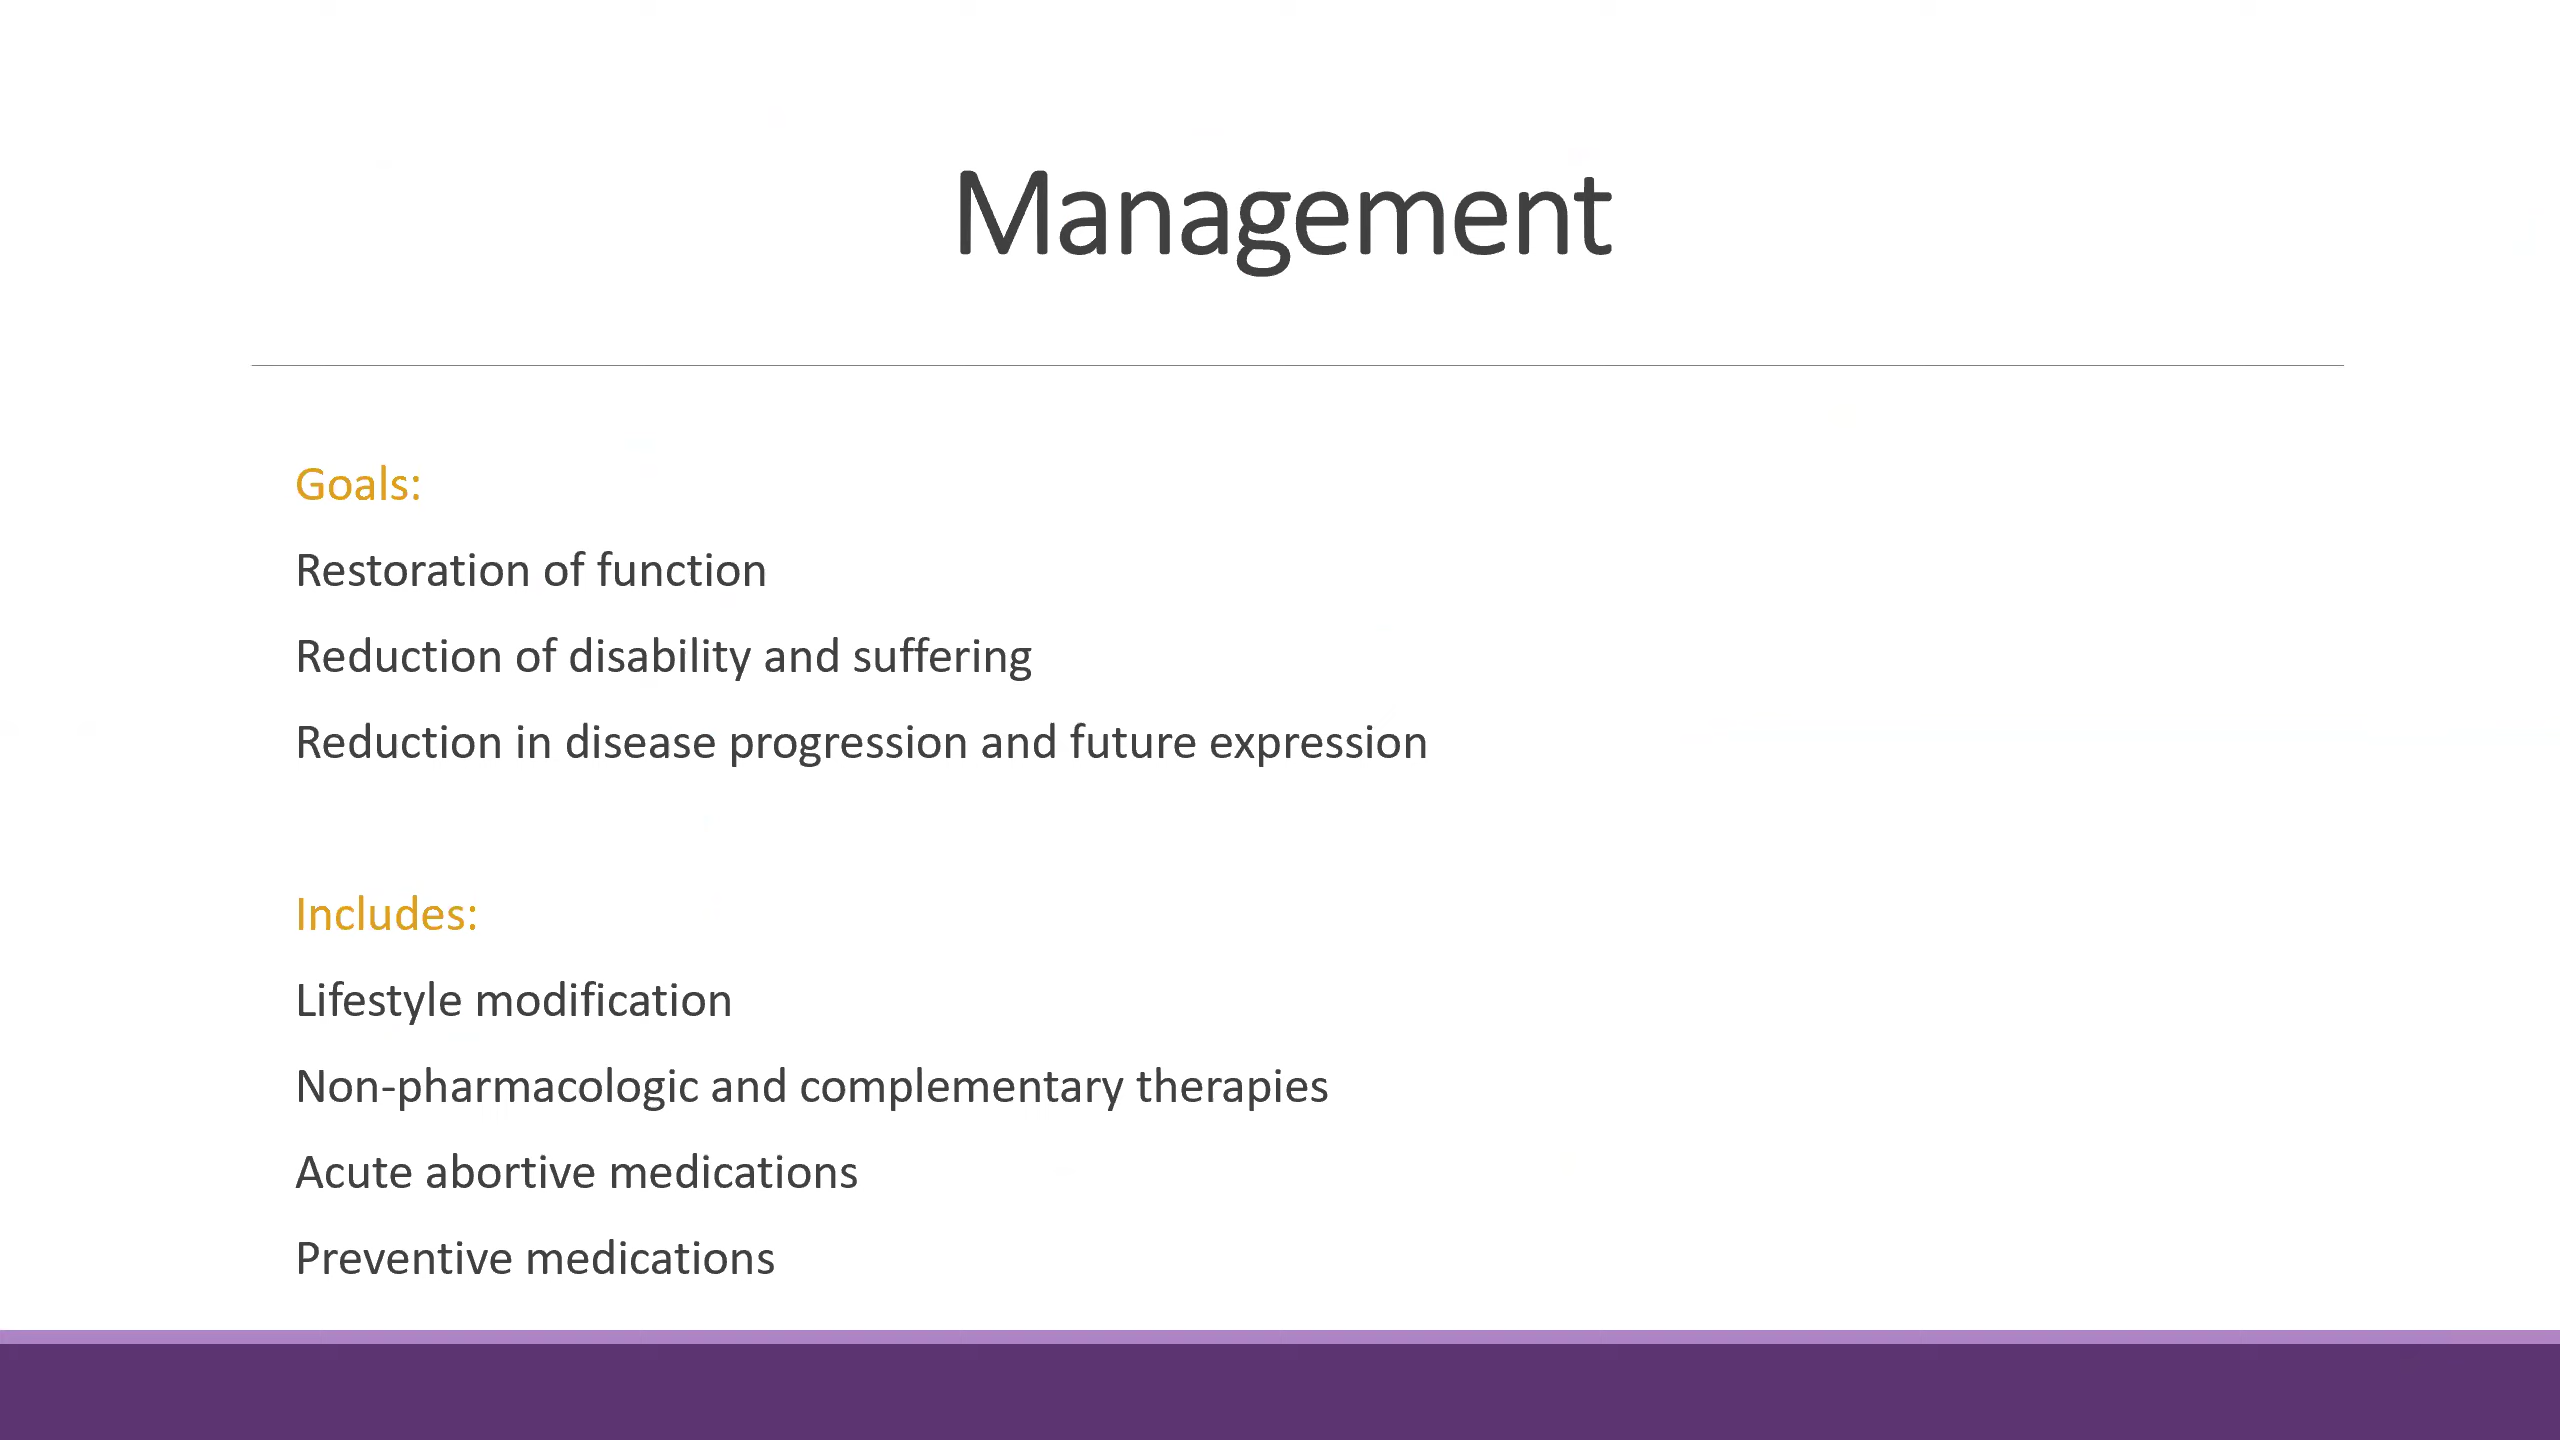 Management
Goals:
Restoration of function
Reduction of disability and suffering
Reduction in disease progression and future expression
Includes:
Lifestyle modification
Non-pharmacologic and complementary therapies
Acute abortive medications
Preventive medications